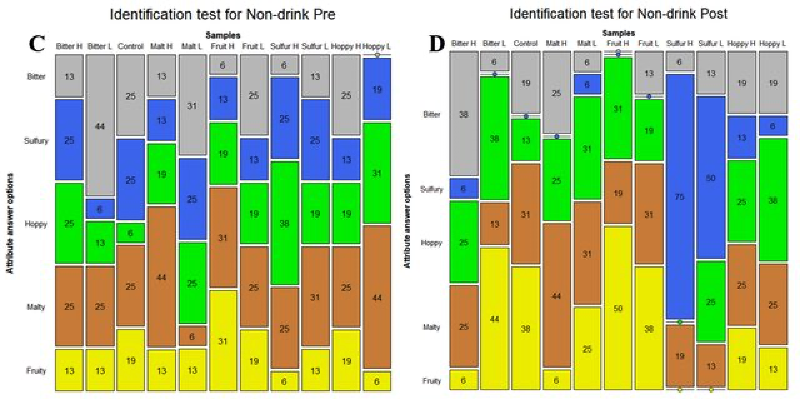 Identification test for Non-drink Pre
C
Samples
Bitter H Bitter L Control Malt H Malt L Fruit H Fruit L Sulfur H Sulfur L Hoppy H Hoppy L
Attribute answer options
Bitter 13 44 25 13 31 6 25 6 13 25
Sulfury 25 6 25 13 25 13 13 25 25 13 19
Hoppy 25 13 6 19 25 19 19 38 19 19 31
Malty 25 25 25 44 6 31 25 25 31 25 44
Fruity 13 13 19 13 13 31 19 6 13 19 6
Identification test for Non-drink Post
D
Samples
Bitter H Bitter L Control Malt H Malt L Fruit H Fruit L Sulfur H Sulfur L Hoppy H Hoppy L
Attribute answer options
Bitter 38 6 19 25 6 13 6 13 19 19
Sulfury 6 6 75 50 13 6
Hoppy 25 38 13 25 31 31 19 25 25 38
Malty 25 13 31 44 31 19 31 19 13 25 25
Fruity 6 44 38 6 25 50 38 19 13